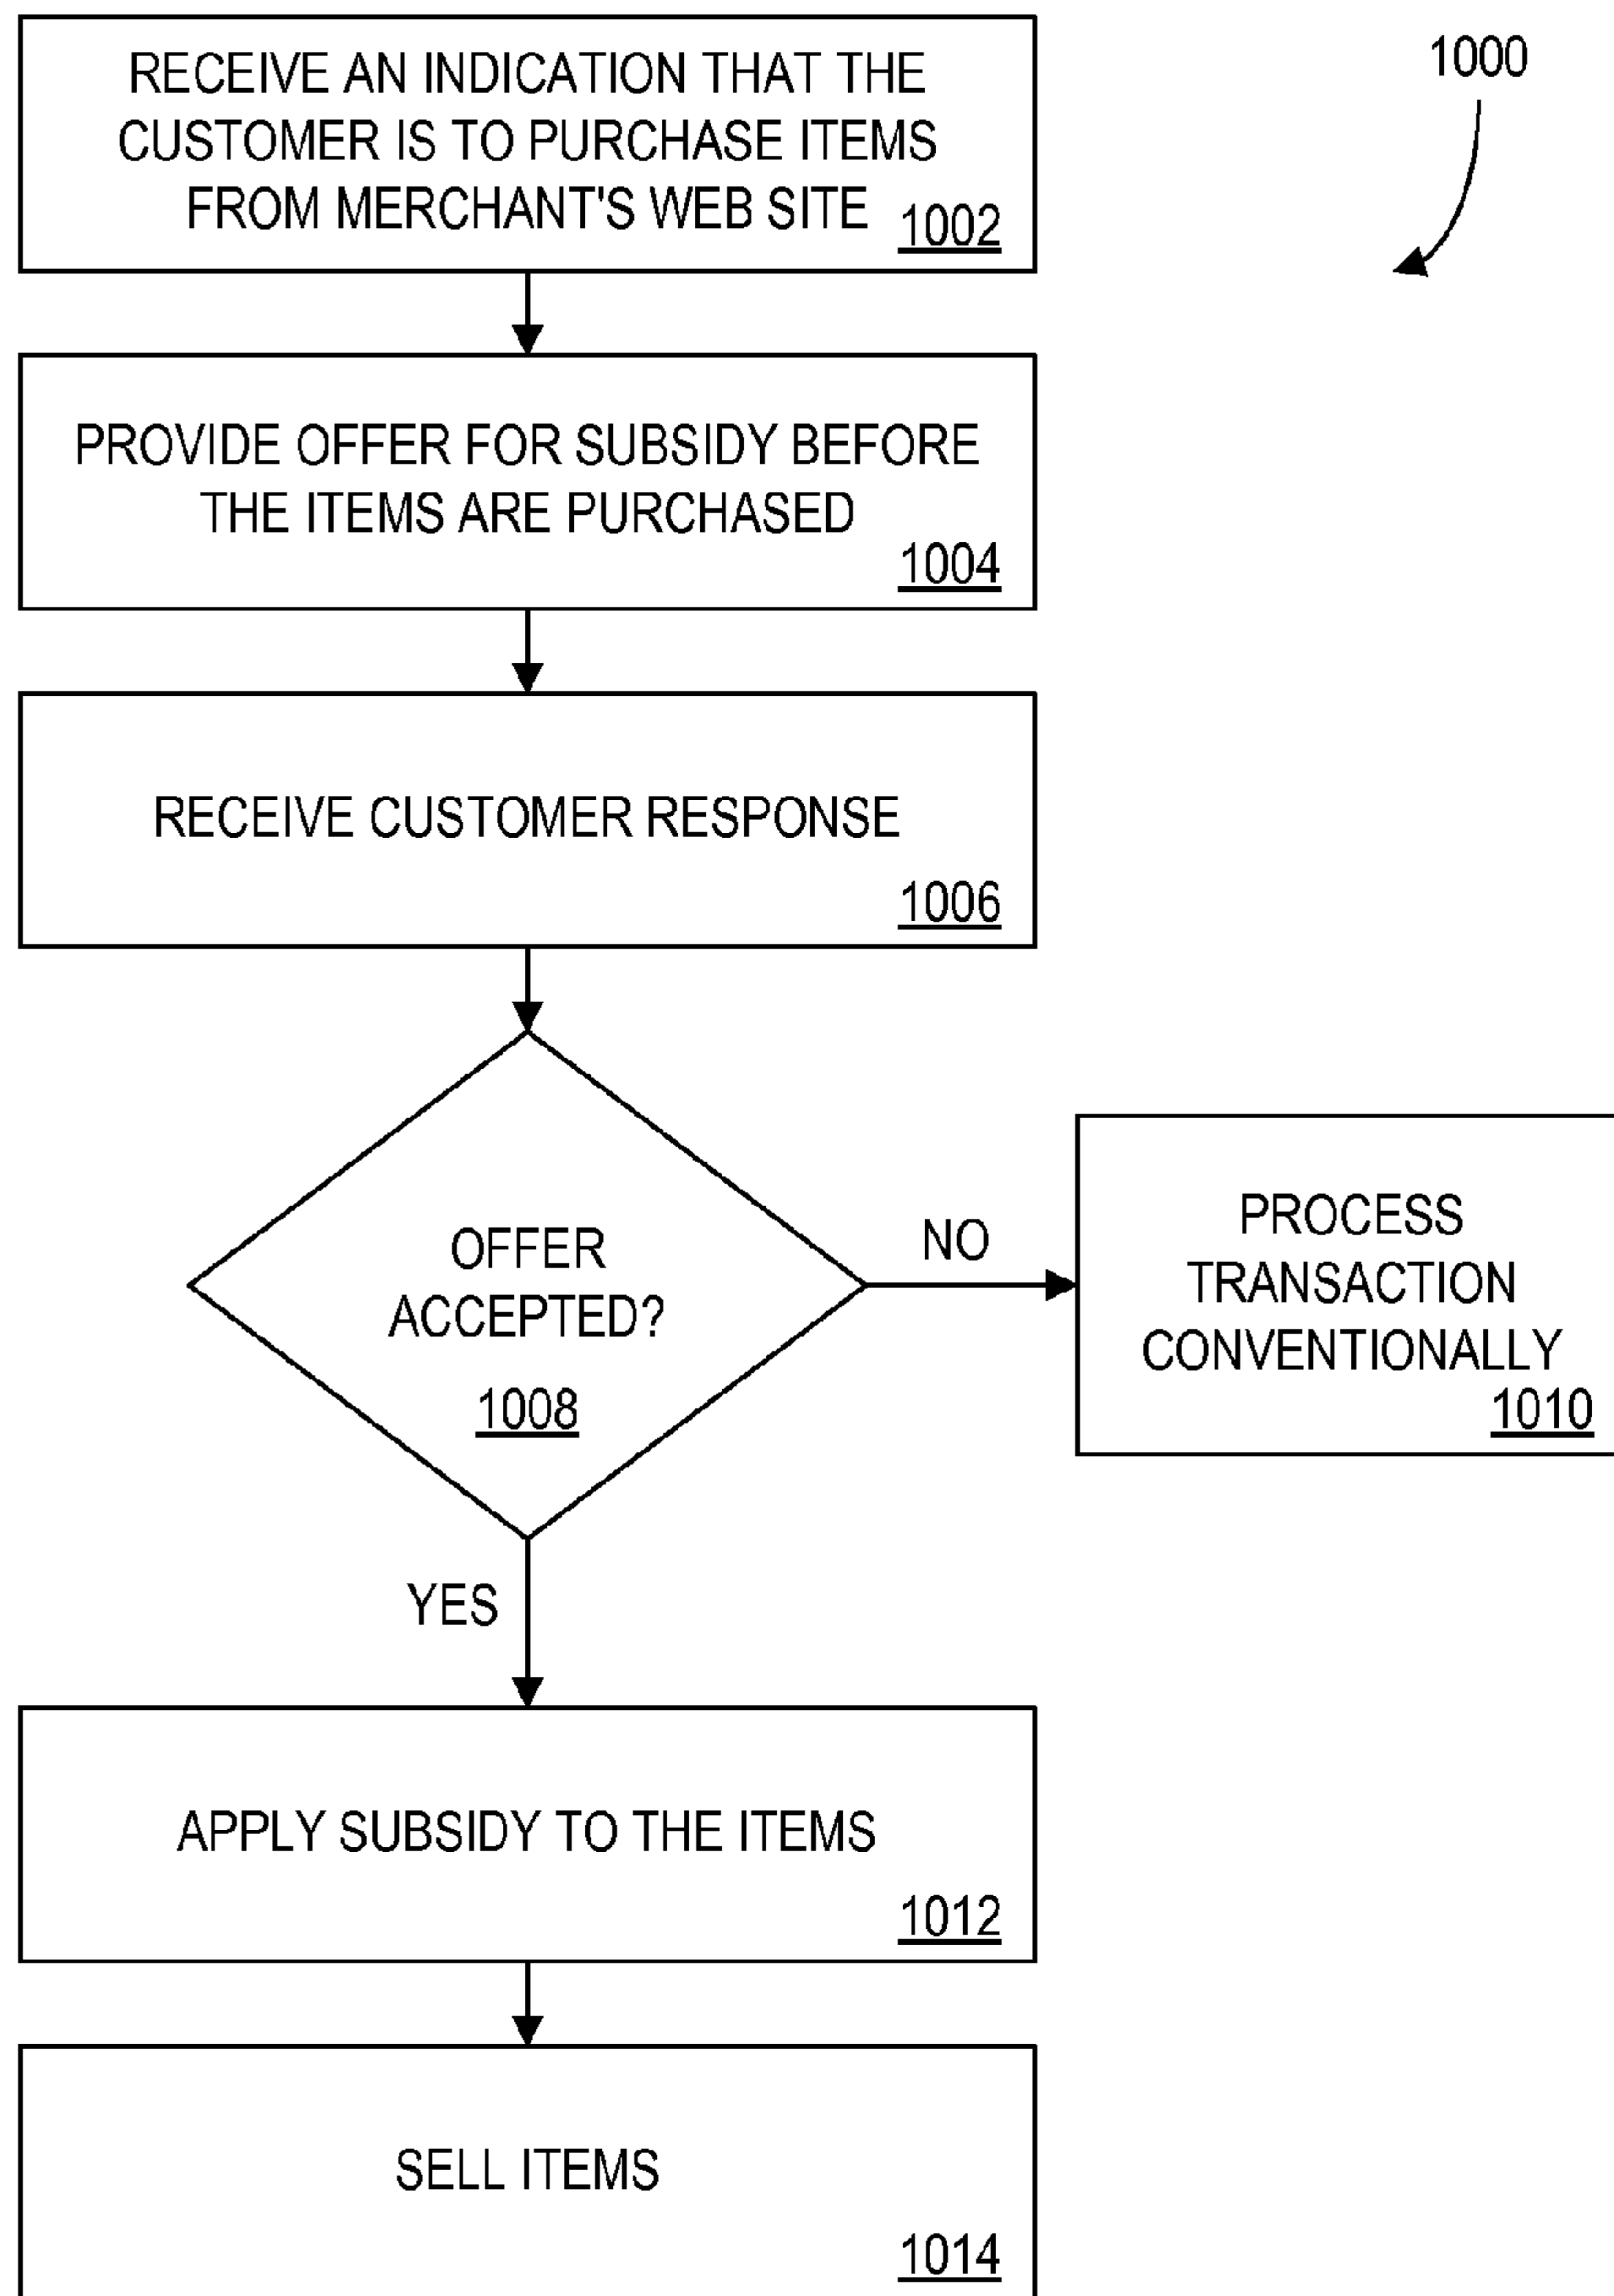 1000
RECEIVE AN INDICATION THAT THE
CUSTOMER IS TO PURCHASE ITEMS
FROM MERCHANT'S WEB SITE
1002
PROVIDE OFFER FOR SUBSIDY BEFORE
THE ITEMS ARE PURCHASED
1004
RECEIVE CUSTOMER RESPONSE
1006
OFFER
ACCEPTED?
1008
NO
PROCESS
TRANSACTION
CONVENTIONALLY
1010
YES
APPLY SUBSIDY TO THE ITEMS
1012
SELL ITEMS
1014